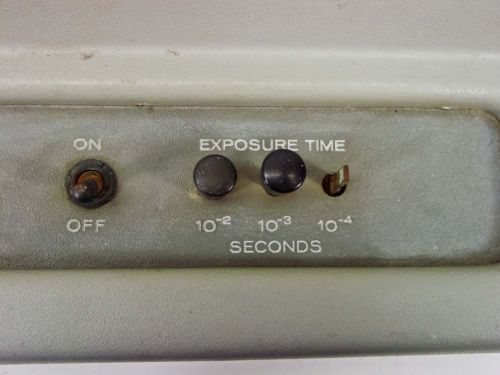 ON
EXPOSURE TIME
OFF
10⁻² 10⁻³ 10⁻⁴
SECONDS